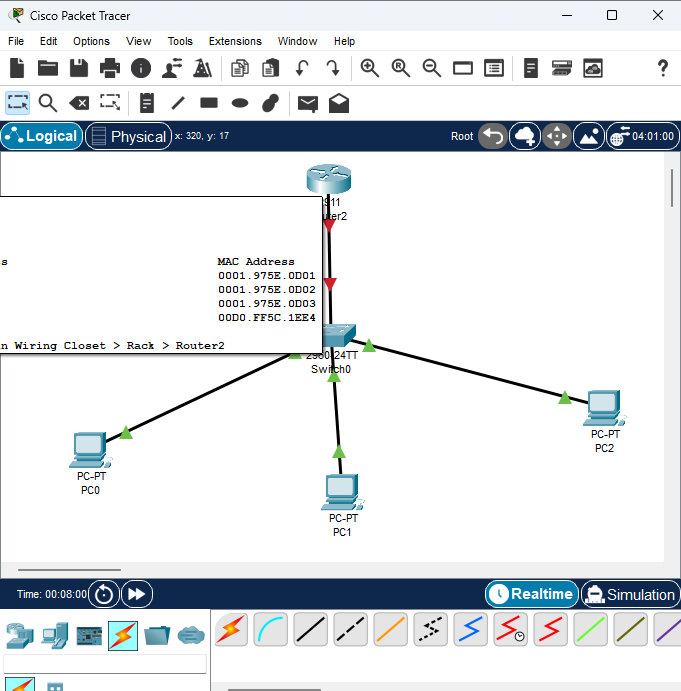 Cisco Packet Tracer
File Edit Options View Tools Extensions Window Help
Logical Physical x: 320, y: 17 Root 04:01:00
s MAC Address
0001.975E.0D01
0001.975E.0D02
0001.975E.0D03
00D0.FF5C.1EE4
n Wiring Closet > Rack > Router2
911
uter2
2960-24TT
Switch0
PC-PT
PC2
PC-PT
PC0
PC-PT
PC1
Time: 00:08:00 Realtime Simulation